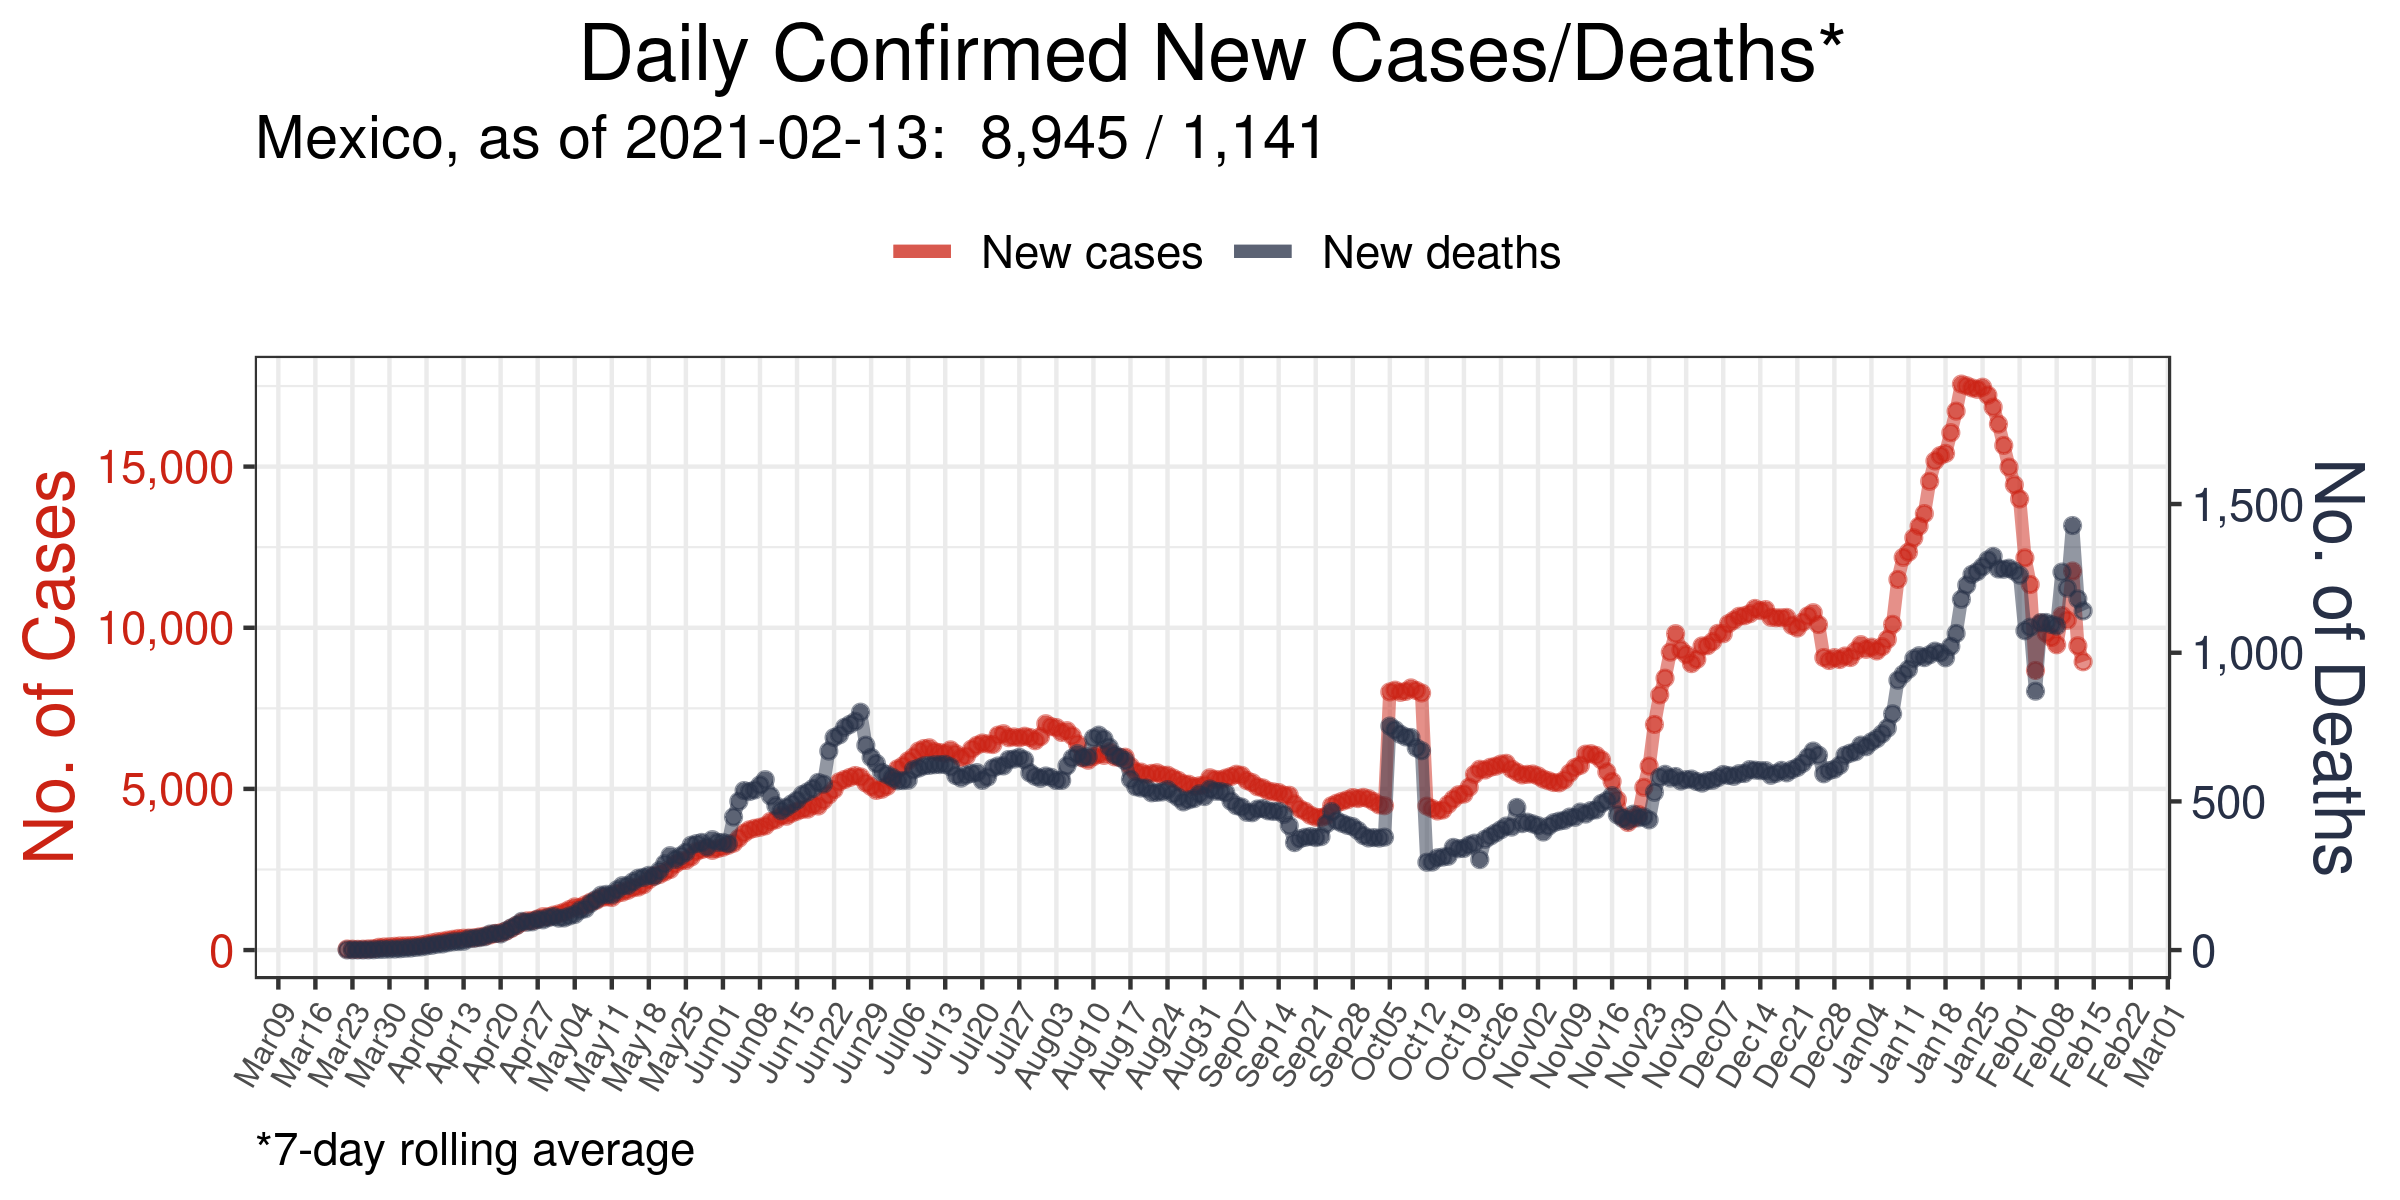 Daily Confirmed New Cases/Deaths*
Mexico, as of 2021-02-13:  8,945 / 1,141
New cases
New deaths
No. of Cases
15,000
10,000
5,000
0
1,500
1,000
500
0
No. of Deaths
Mar09
Mar16
Mar23
Mar30
Apr06
Apr13
Apr20
Apr27
May04
May11
May18
May25
Jun01
Jun08
Jun15
Jun22
Jun29
Jul06
Jul13
Jul20
Jul27
Aug03
Aug10
Aug17
Aug24
Aug31
Sep07
Sep14
Sep21
Sep28
Oct05
Oct12
Oct19
Oct26
Nov02
Nov09
Nov16
Nov23
Nov30
Dec07
Dec14
Dec21
Dec28
Jan04
Jan11
Jan18
Jan25
Feb01
Feb08
Feb15
Feb22
Mar01
*7-day rolling average